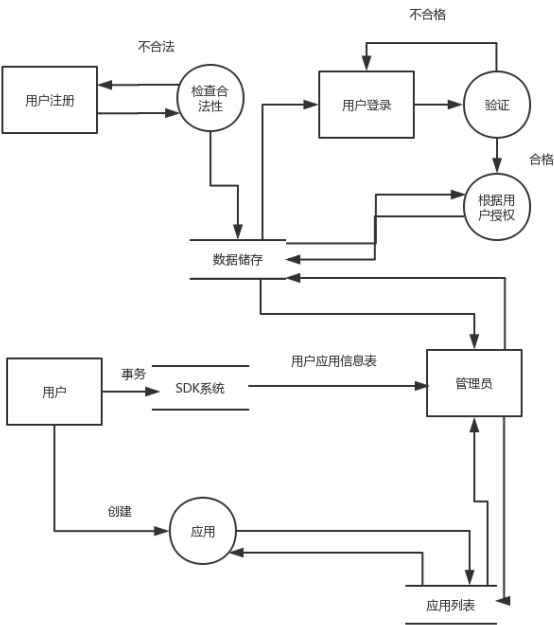 不合格
不合法
用户注册
检查合
法性
用户登录
验证
合格
根据用
户授权
数据储存
用户应用信息表
事务
用户
SDK系统
管理员
创建
应用
应用列表